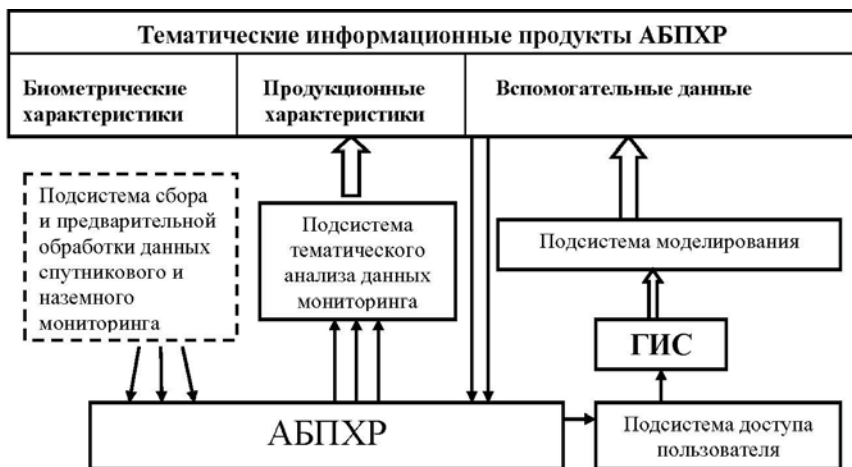 Тематические информационные продукты АБПХР
Биометрические
характеристики
Продукционные
характеристики
Вспомогательные данные
Подсистема сбора
и предварительной
обработки данных
спутникового и
наземного
мониторинга
Подсистема
тематического
анализа данных
мониторинга
Подсистема моделирования
ГИС
АБПХР
Подсистема доступа
пользователя